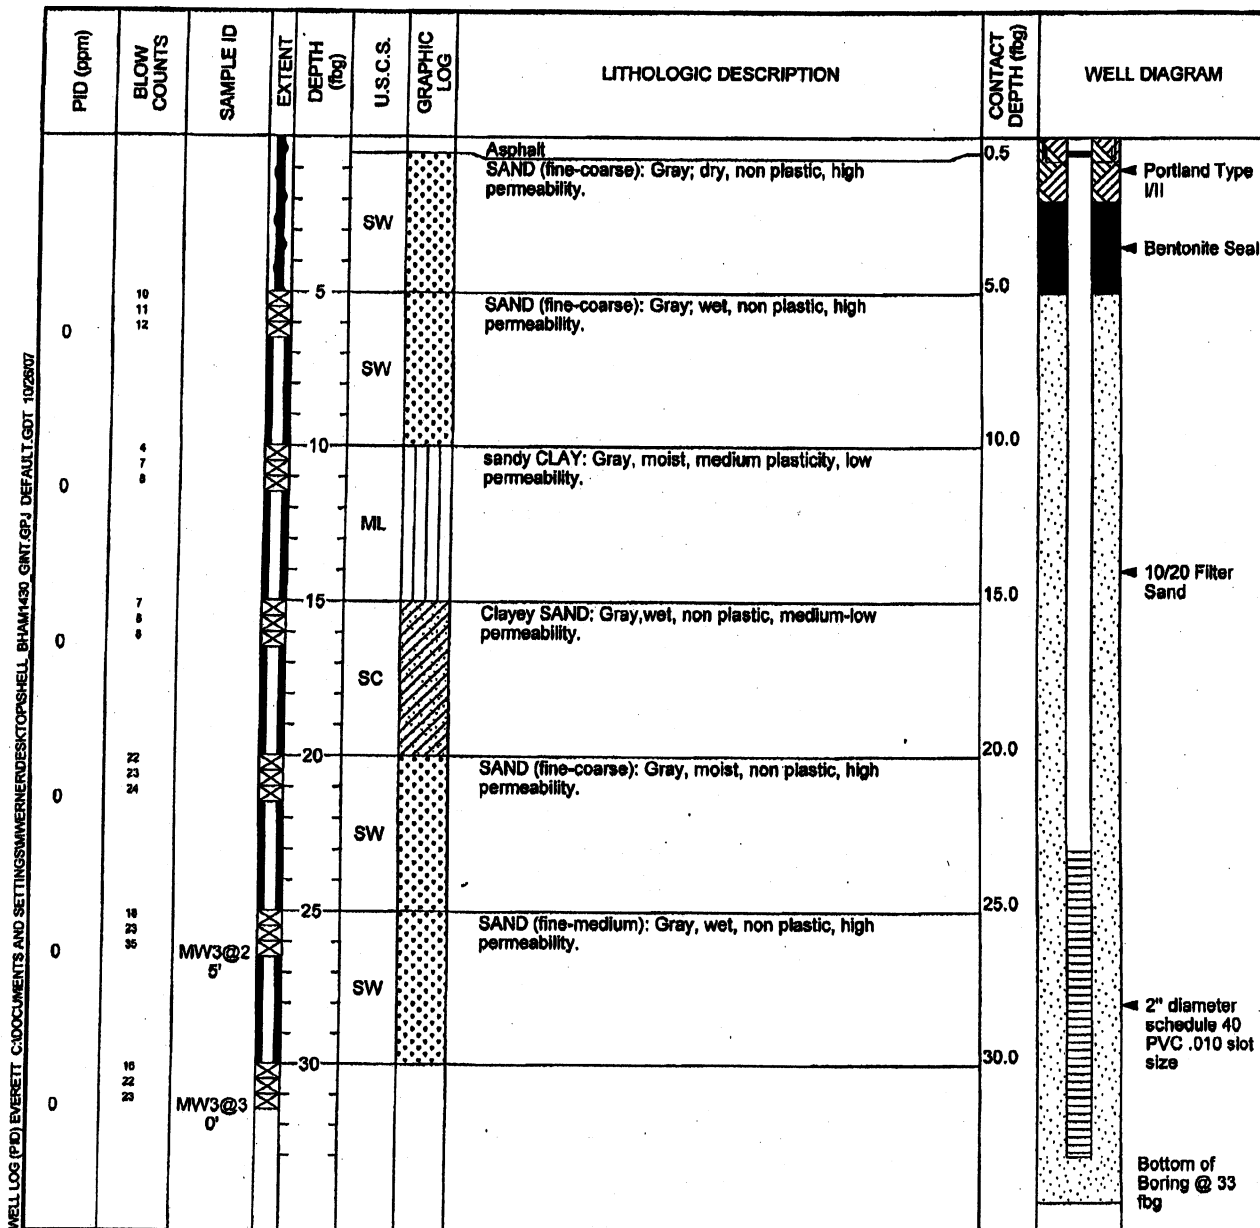 PID (ppm)
BLOW
COUNTS
SAMPLE ID
EXTENT
DEPTH
(fbg)
U.S.C.S.
GRAPHIC
LOG
LITHOLOGIC DESCRIPTION
CONTACT
DEPTH (fbg)
WELL DIAGRAM
Asphalt
0.5
SAND (fine-coarse): Gray; dry, non plastic, high
permeability.
Portland Type
I/II
SW
Bentonite Seal
10
11
12
0
5
5.0
SAND (fine-coarse): Gray; wet, non plastic, high
permeability.
SW
4
7
8
0
10
10.0
sandy CLAY: Gray, moist, medium plasticity, low
permeability.
ML
10/20 Filter
Sand
7
8
8
0
15
15.0
Clayey SAND: Gray,wet, non plastic, medium-low
permeability.
SC
22
23
24
0
20
20.0
SAND (fine-coarse): Gray, moist, non plastic, high
permeability.
SW
23
35
0
MW3@2
5'
25
25.0
SAND (fine-medium): Gray, wet, non plastic, high
permeability.
SW
2" diameter
schedule 40
PVC .010 slot
size
22
23
0
MW3@3
0'
30
30.0
Bottom of
Boring @ 33
fbg
WELL LOG (PID) EVERETT C:\DOCUMENTS AND SETTINGS\MWERNER\DESKTOP\SHELL_BHAM1430_GINT.GPJ DEFAULT.GDT 10/26/07